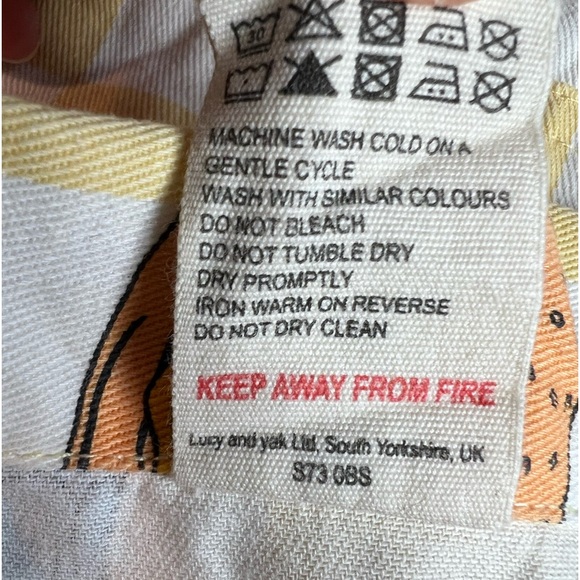 30
MACHINE WASH COLD ON A
GENTLE CYCLE
WASH WITH SIMILAR COLOURS
DO NOT BLEACH
DO NOT TUMBLE DRY
DRY PROMPTLY
IRON WARM ON REVERSE
DO NOT DRY CLEAN
KEEP AWAY FROM FIRE
Lucy and yak Ltd, South Yorkshire, UK
S73 0BS